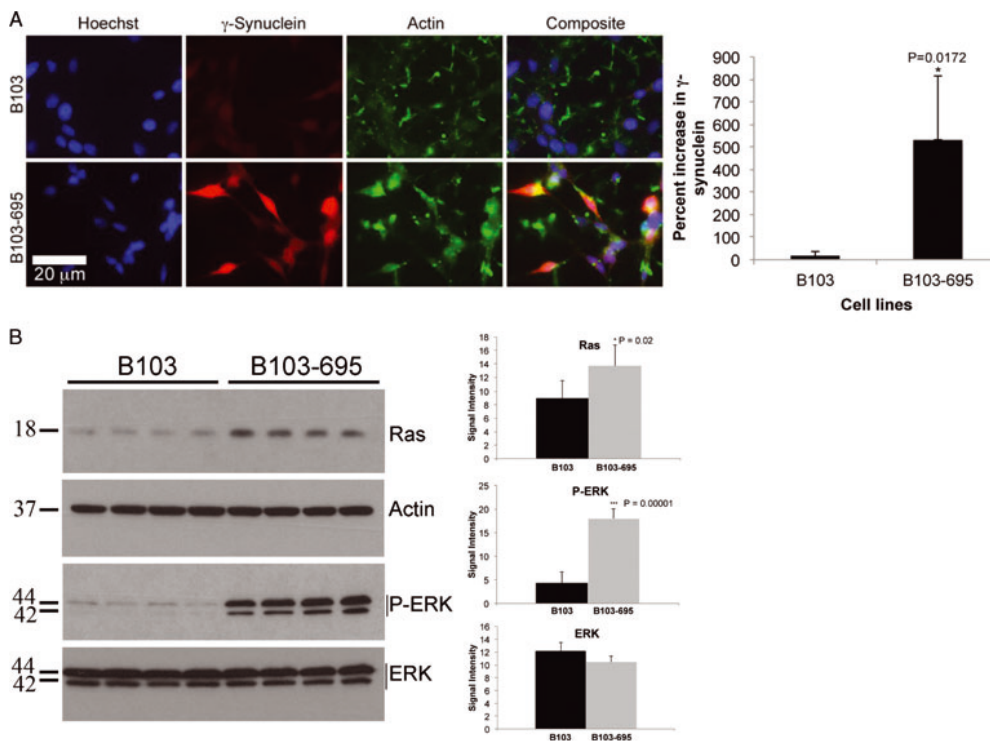 A
Hoechst
γ-Synuclein
Actin
Composite
B103
B103-695
20 μm
Percent increase in γ-
synuclein
900
800
700
600
500
400
300
200
100
0
P=0.0172
*
B103
B103-695
Cell lines
B
B103
B103-695
18
Ras
37
Actin
44
42
P-ERK
44
42
ERK
Ras
* P = 0.02
Signal Intensity
18
16
14
12
10
8
6
4
2
0
B103
B103-695
P-ERK
*** P = 0.00001
Signal Intensity
25
20
15
10
5
0
B103
B103-695
ERK
Signal Intensity
16
14
12
10
8
6
4
2
0
B103
B103-695